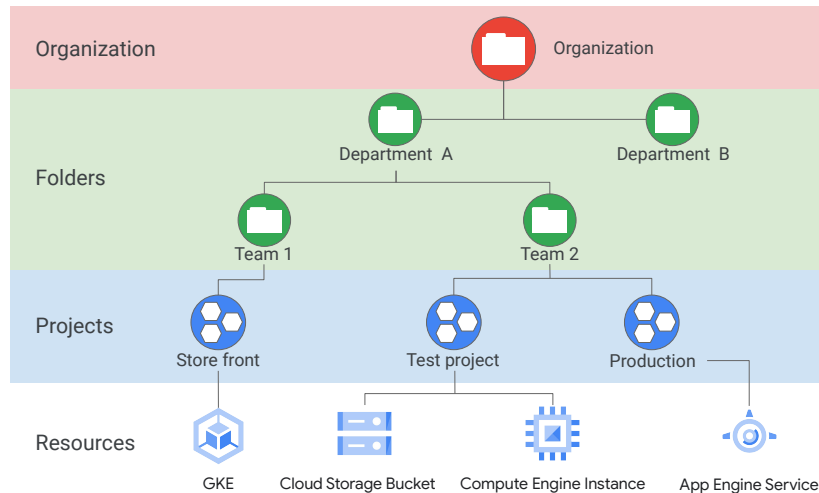 Organization
Organization
Department A
Department B
Folders
Team 1
Team 2
Projects
Store front
Test project
Production
Resources
GKE
Cloud Storage Bucket
Compute Engine Instance
App Engine Service